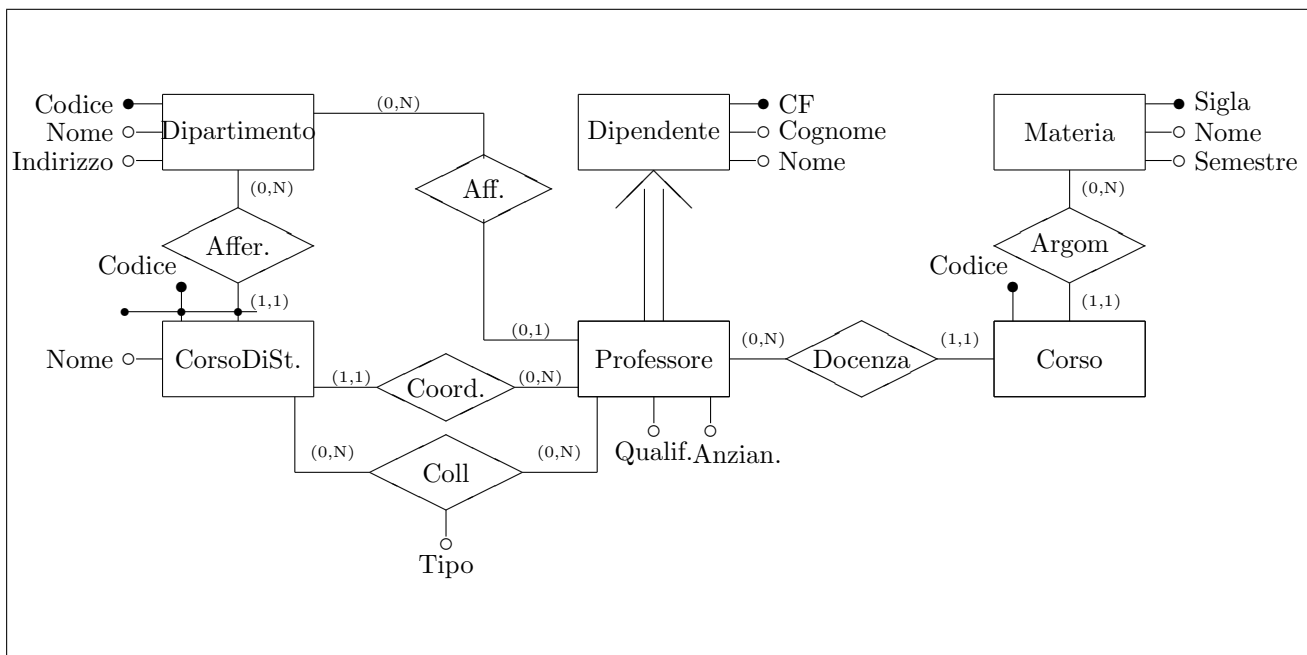 Codice
Nome
Indirizzo
Dipartimento
(0,N)
Dipendente
CF
Cognome
Nome
Materia
Sigla
Nome
Semestre
(0,N)
Aff.
(0,N)
Affer.
Argom
Codice
Codice
(1,1)
(1,1)
(0,1)
Nome
CorsoDiSt.
Professore
(0,N)
Docenza
(1,1)
Corso
(1,1)
Coord.
(0,N)
(0,N)
Coll
(0,N)
Qualif.
Anzian.
Tipo